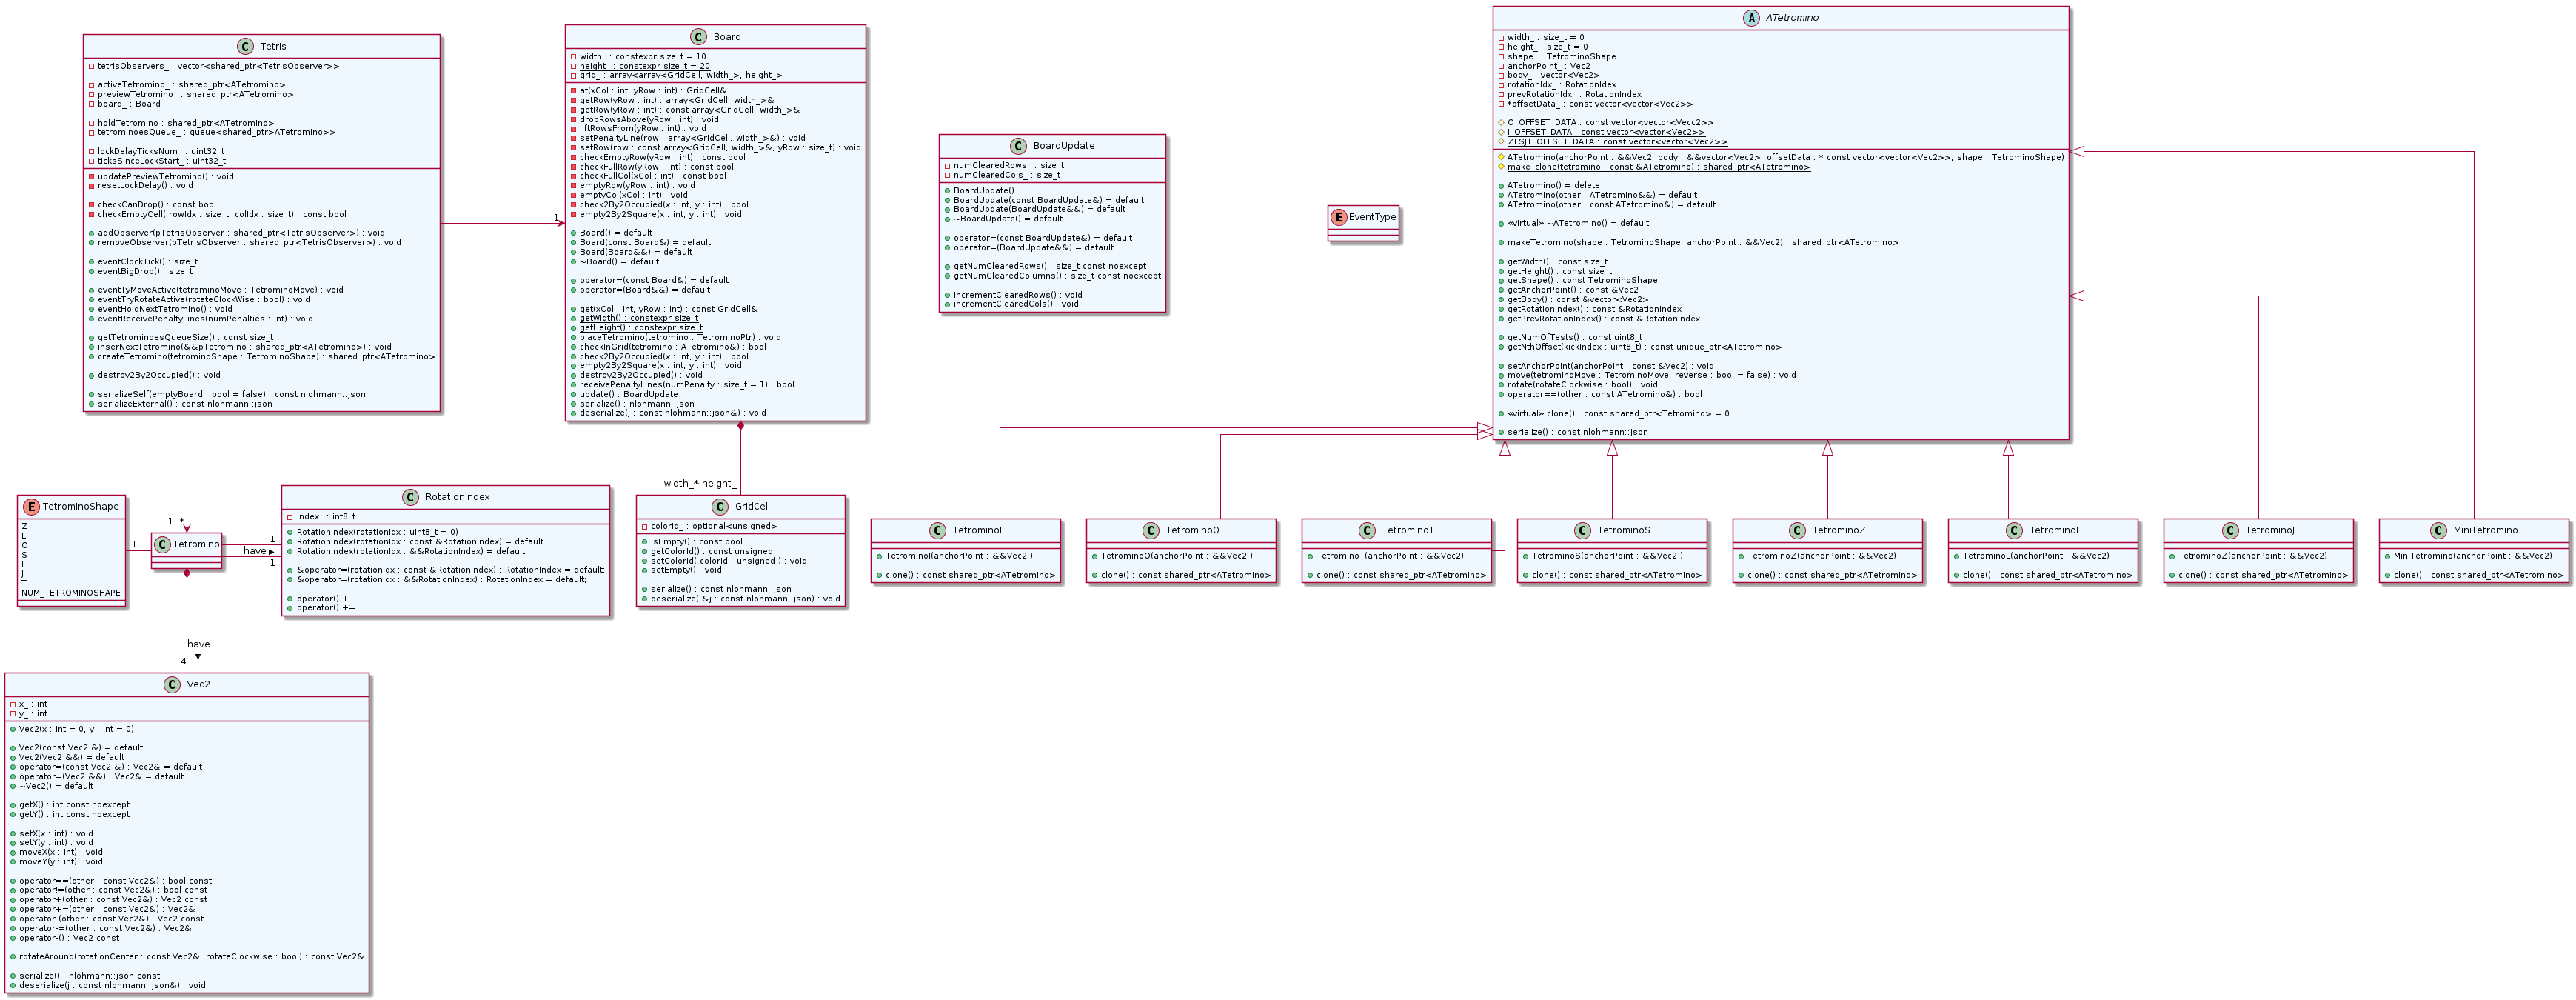 Tetris
tetrisObservers_ : vector<shared_ptr<TetrisObserver>>
activeTetromino_ : shared_ptr<ATetromino>
previewTetromino_ : shared_ptr<ATetromino>
board_ : Board
holdTetromino : shared_ptr<ATetromino>
tetrominoesQueue_ : queue<shared_ptr>ATetromino>>
lockDelayTicksNum_ : uint32_t
ticksSinceLockStart_ : uint32_t
updatePreviewTetromino() : void
resetLockDelay() : void
checkCanDrop() : const bool
checkEmptyCell( rowIdx : size_t, colIdx : size_t) : const bool
addObserver(pTetrisObserver : shared_ptr<TetrisObserver>) : void
removeObserver(pTetrisObserver : shared_ptr<TetrisObserver>) : void
eventClockTick() : size_t
eventBigDrop() : size_t
eventTyMoveActive(tetrominoMove : TetrominoMove) : void
eventTryRotateActive(rotateClockWise : bool) : void
eventHoldNextTetromino() : void
eventReceivePenaltyLines(numPenalties : int) : void
getTetrominoesQueueSize() : const size_t
inserNextTetromino(&&pTetromino : shared_ptr<ATetromino>) : void
createTetromino(tetrominoShape : TetrominoShape) : shared_ptr<ATetromino>
destroy2By2Occupied() : void
serializeSelf(emptyBoard : bool = false) : const nlohmann::json
serializeExternal() : const nlohmann::json
1
Board
width_ : constexpr size_t = 10
height_ : constexpr size_t = 20
grid_ : array<array<GridCell, width_>, height_>
at(xCol : int, yRow : int) : GridCell&
getRow(yRow : int) : array<GridCell, width_>&
getRow(yRow : int) : const array<GridCell, width_>&
dropRowsAbove(yRow : int) : void
liftRowsFrom(yRow : int) : void
setPenaltyLine(row : array<GridCell, width_>&) : void
setRow(row : const array<GridCell, width_>&, yRow : size_t) : void
checkEmptyRow(yRow : int) : const bool
checkFullRow(yRow : int) : const bool
checkFullCol(xCol : int) : const bool
emptyRow(yRow : int) : void
emptyCol(xCol : int) : void
check2By2Occupied(x : int, y : int) : bool
empty2By2Square(x : int, y : int) : void
Board() = default
Board(const Board&) = default
Board(Board&&) = default
~Board() = default
operator=(const Board&) = default
operator=(Board&&) = default
get(xCol : int, yRow : int) : const GridCell&
getWidth() : constexpr size_t
getHeight() : constexpr size_t
placeTetromino(tetromino : TetrominoPtr) : void
checkInGrid(tetromino : ATetromino&) : bool
check2By2Occupied(x : int, y : int) : bool
empty2By2Square(x : int, y : int) : void
destroy2By2Occupied() : void
receivePenaltyLines(numPenalty : size_t = 1) : bool
update() : BoardUpdate
serialize() : nlohmann::json
deserialize(j : const nlohmann::json&) : void
BoardUpdate
numClearedRows_ : size_t
numClearedCols_ : size_t
BoardUpdate()
BoardUpdate(const BoardUpdate&) = default
BoardUpdate(BoardUpdate&&) = default
~BoardUpdate() = default
operator=(const BoardUpdate&) = default
operator=(BoardUpdate&&) = default
getNumClearedRows() : size_t const noexcept
getNumClearedColumns() : size_t const noexcept
incrementClearedRows() : void
incrementClearedCols() : void
EventType
ATetromino
width_ : size_t = 0
height_ : size_t = 0
shape_ : TetrominoShape
anchorPoint_ : Vec2
body_ : vector<Vec2>
rotationIdx_ : RotationIndex
prevRotationIdx_ : RotationIndex
*offsetData_ : const vector<vector<Vec2>>
O_OFFSET_DATA : const vector<vector<Vecc2>>
I_OFFSET_DATA : const vector<vector<Vec2>>
ZLSJT_OFFSET_DATA : const vector<vector<Vec2>>
ATetromino(anchorPoint : &&Vec2, body : &&vector<Vec2>, offsetData : * const vector<vector<Vec2>>, shape : TetrominoShape)
make_clone(tetromino : const &ATetromino) : shared_ptr<ATetromino>
ATetromino() = delete
ATetromino(other : ATetromino&&) = default
ATetromino(other : const ATetromino&) = default
«virtual» ~ATetromino() = default
makeTetromino(shape : TetrominoShape, anchorPoint : &&Vec2) : shared_ptr<ATetromino>
getWidth() : const size_t
getHeight() : const size_t
getShape() : const TetrominoShape
getAnchorPoint() : const &Vec2
getBody() : const &vector<Vec2>
getRotationIndex() : const &RotationIndex
getPrevRotationIndex() : const &RotationIndex
getNumOfTests() : const uint8_t
getNthOffset(kickIndex : uint8_t) : const unique_ptr<ATetromino>
setAnchorPoint(anchorPoint : const &Vec2) : void
move(tetrominoMove : TetrominoMove, reverse : bool = false) : void
rotate(rotateClockwise : bool) : void
operator==(other : const ATetromino&) : bool
«virtual» clone() : const shared_ptr<Tetromino> = 0
serialize() : const nlohmann::json
TetrominoShape
Z
L
O
S
I
J
T
NUM_TETROMINOSHAPE
1
1..*
Tetromino
1
have ▶
1
RotationIndex
index_ : int8_t
RotationIndex(rotationIdx : uint8_t = 0)
RotationIndex(rotationIdx : const &RotationIndex) = default
RotationIndex(rotationIdx : &&RotationIndex) = default;
&operator=(rotationIdx : const &RotationIndex) : RotationIndex = default;
&operator=(rotationIdx : &&RotationIndex) : RotationIndex = default;
operator() ++
operator() +=
width_* height_
GridCell
colorId_ : optional<unsigned>
isEmpty() : const bool
getColorId() : const unsigned
setColorId( colorId : unsigned ) : void
setEmpty() : void
serialize() : const nlohmann::json
deserialize( &j : const nlohmann::json) : void
TetrominoI
TetrominoI(anchorPoint : &&Vec2 )
clone() : const shared_ptr<ATetromino>
TetrominoO
TetrominoO(anchorPoint : &&Vec2 )
clone() : const shared_ptr<ATetromino>
TetrominoT
TetrominoT(anchorPoint : &&Vec2)
clone() : const shared_ptr<ATetromino>
TetrominoS
TetrominoS(anchorPoint : &&Vec2 )
clone() : const shared_ptr<ATetromino>
TetrominoZ
TetrominoZ(anchorPoint : &&Vec2)
clone() : const shared_ptr<ATetromino>
TetrominoL
TetrominoL(anchorPoint : &&Vec2)
clone() : const shared_ptr<ATetromino>
TetrominoJ
TetrominoZ(anchorPoint : &&Vec2)
clone() : const shared_ptr<ATetromino>
MiniTetromino
MiniTetromino(anchorPoint : &&Vec2)
clone() : const shared_ptr<ATetromino>
have
▼
4
Vec2
x_ : int
y_ : int
Vec2(x : int = 0, y : int = 0)
Vec2(const Vec2 &) = default
Vec2(Vec2 &&) = default
operator=(const Vec2 &) : Vec2& = default
operator=(Vec2 &&) : Vec2& = default
~Vec2() = default
getX() : int const noexcept
getY() : int const noexcept
setX(x : int) : void
setY(y : int) : void
moveX(x : int) : void
moveY(y : int) : void
operator==(other : const Vec2&) : bool const
operator!=(other : const Vec2&) : bool const
operator+(other : const Vec2&) : Vec2 const
operator+=(other : const Vec2&) : Vec2&
operator-(other : const Vec2&) : Vec2 const
operator-=(other : const Vec2&) : Vec2&
operator-() : Vec2 const
rotateAround(rotationCenter : const Vec2&, rotateClockwise : bool) : const Vec2&
serialize() : nlohmann::json const
deserialize(j : const nlohmann::json&) : void